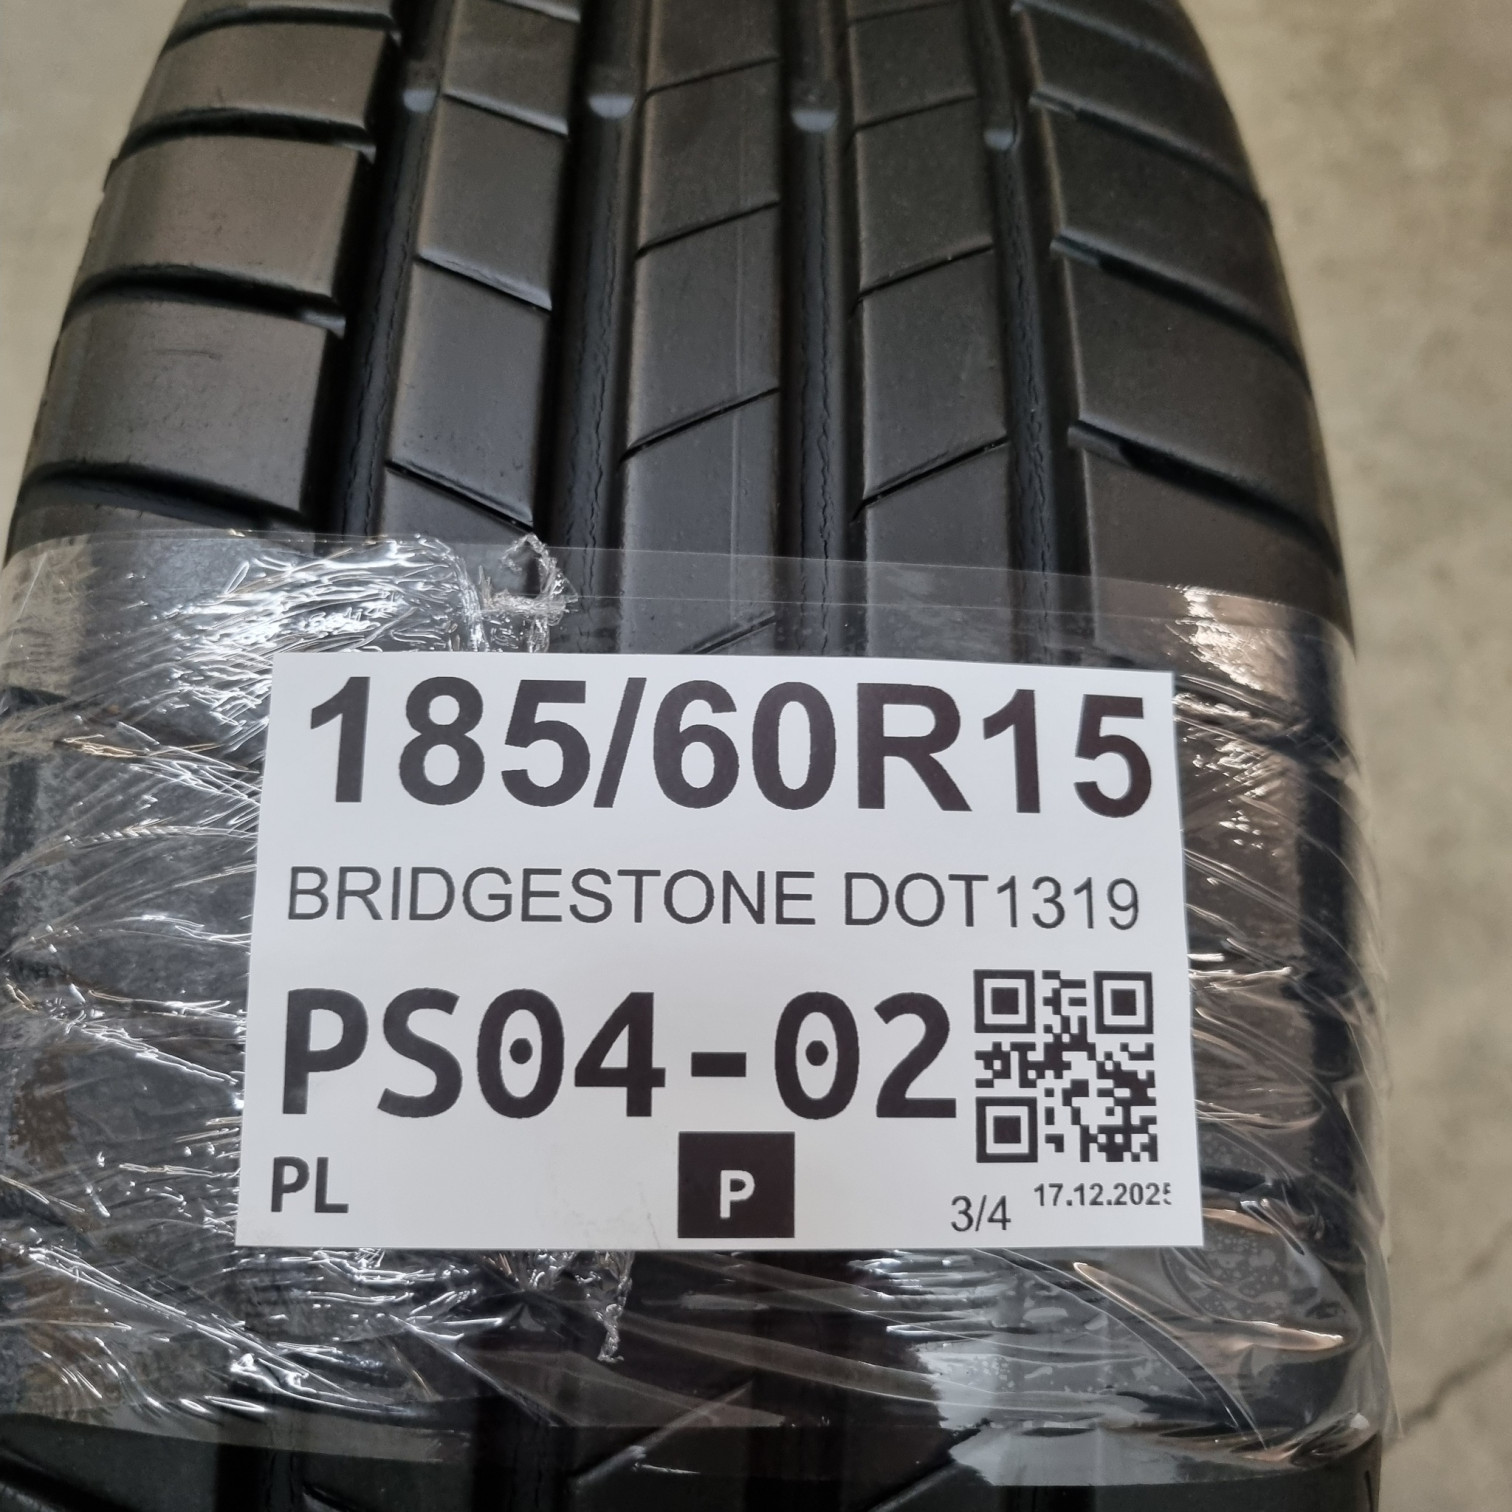 185/60R15
BRIDGESTONE DOT1319
PS04-02
PL
P
3/4
17.12.2025